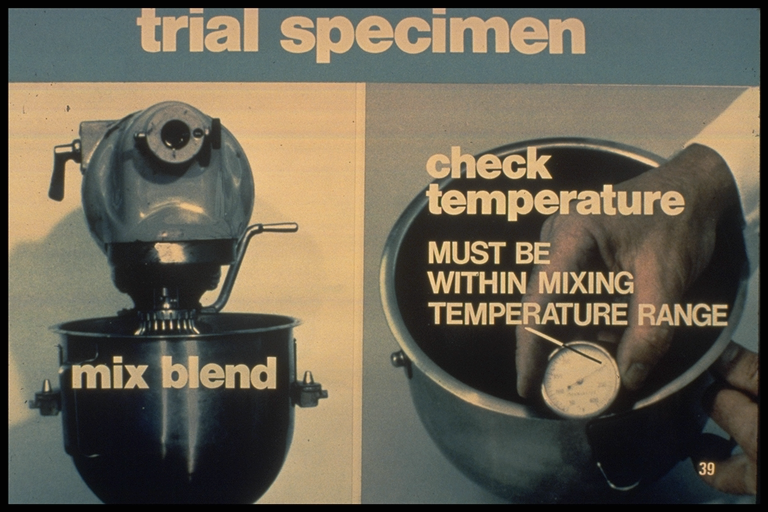 trial specimen
mix blend
check
temperature
MUST BE
WITHIN MIXING
TEMPERATURE RANGE
39